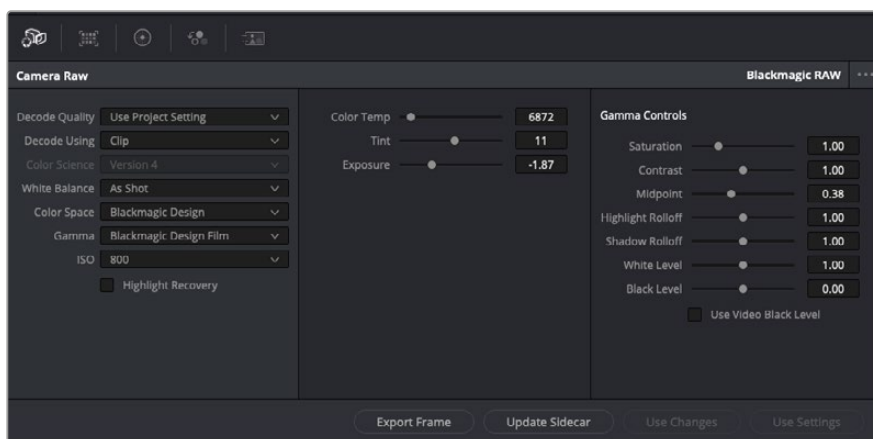 Camera Raw
Blackmagic RAW
Decode Quality Use Project Setting
Decode Using Clip
Color Science Version 4
White Balance As Shot
Color Space Blackmagic Design
Gamma Blackmagic Design Film
ISO 800
Highlight Recovery
Color Temp 6872
Tint 11
Exposure -1.87
Gamma Controls
Saturation 1.00
Contrast 1.00
Midpoint 0.38
Highlight Rolloff 1.00
Shadow Rolloff 1.00
White Level 1.00
Black Level 0.00
Use Video Black Level
Export Frame
Update Sidecar
Use Changes
Use Settings